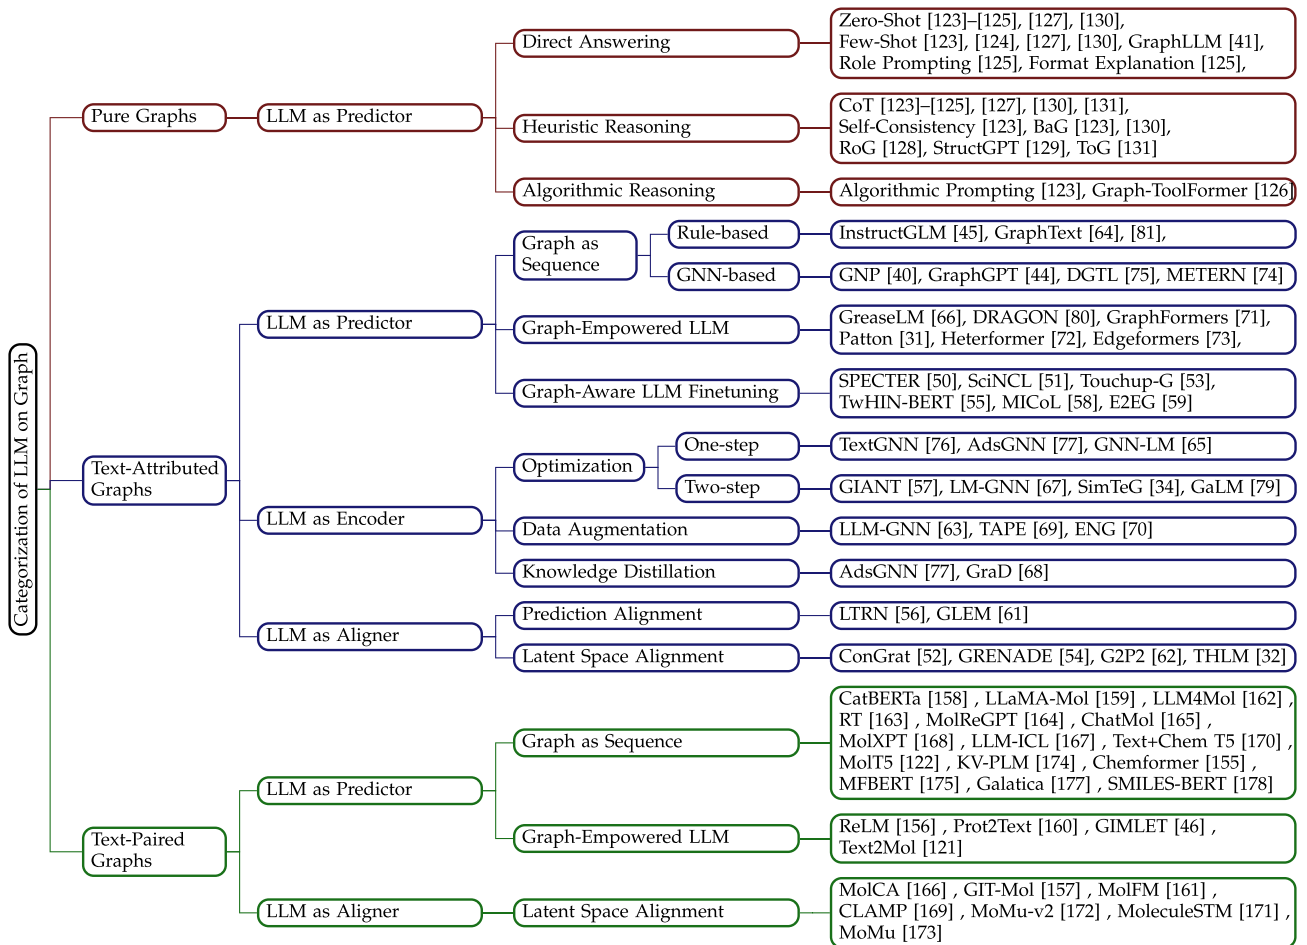 Categorization of LLM on Graph
Pure Graphs
LLM as Predictor
Direct Answering
Zero-Shot [123]–[125], [127], [130],
Few-Shot [123], [124], [127], [130], GraphLLM [41],
Role Prompting [125], Format Explanation [125],
Heuristic Reasoning
CoT [123]–[125], [127], [130], [131],
Self-Consistency [123], BaG [123], [130],
RoG [128], StructGPT [129], ToG [131]
Algorithmic Reasoning
Algorithmic Prompting [123], Graph-ToolFormer [126]
Text-Attributed
Graphs
LLM as Predictor
Graph as
Sequence
Rule-based
InstructGLM [45], GraphText [64], [81],
GNN-based
GNP [40], GraphGPT [44], DGTL [75], METERN [74]
Graph-Empowered LLM
GreaseLM [66], DRAGON [80], GraphFormers [71],
Patton [31], Heterformer [72], Edgeformers [73],
Graph-Aware LLM Finetuning
SPECTER [50], SciNCL [51], Touchup-G [53],
TwHIN-BERT [55], MICoL [58], E2EG [59]
LLM as Encoder
Optimization
One-step
TextGNN [76], AdsGNN [77], GNN-LM [65]
Two-step
GIANT [57], LM-GNN [67], SimTeG [34], GaLM [79]
Data Augmentation
LLM-GNN [63], TAPE [69], ENG [70]
Knowledge Distillation
AdsGNN [77], GraD [68]
LLM as Aligner
Prediction Alignment
LTRN [56], GLEM [61]
Latent Space Alignment
ConGrat [52], GRENADE [54], G2P2 [62], THLM [32]
Text-Paired
Graphs
LLM as Predictor
Graph as Sequence
CatBERTa [158] , LLaMA-Mol [159] , LLM4Mol [162] ,
RT [163] , MolReGPT [164] , ChatMol [165] ,
MolXPT [168] , LLM-ICL [167] , Text+Chem T5 [170] ,
MolT5 [122] , KV-PLM [174] , Chemformer [155] ,
MFBERT [175] , Galatica [177] , SMILES-BERT [178]
Graph-Empowered LLM
ReLM [156] , Prot2Text [160] , GIMLET [46] ,
Text2Mol [121]
LLM as Aligner
Latent Space Alignment
MolCA [166] , GIT-Mol [157] , MolFM [161] ,
CLAMP [169] , MoMu-v2 [172] , MoleculeSTM [171] ,
MoMu [173]